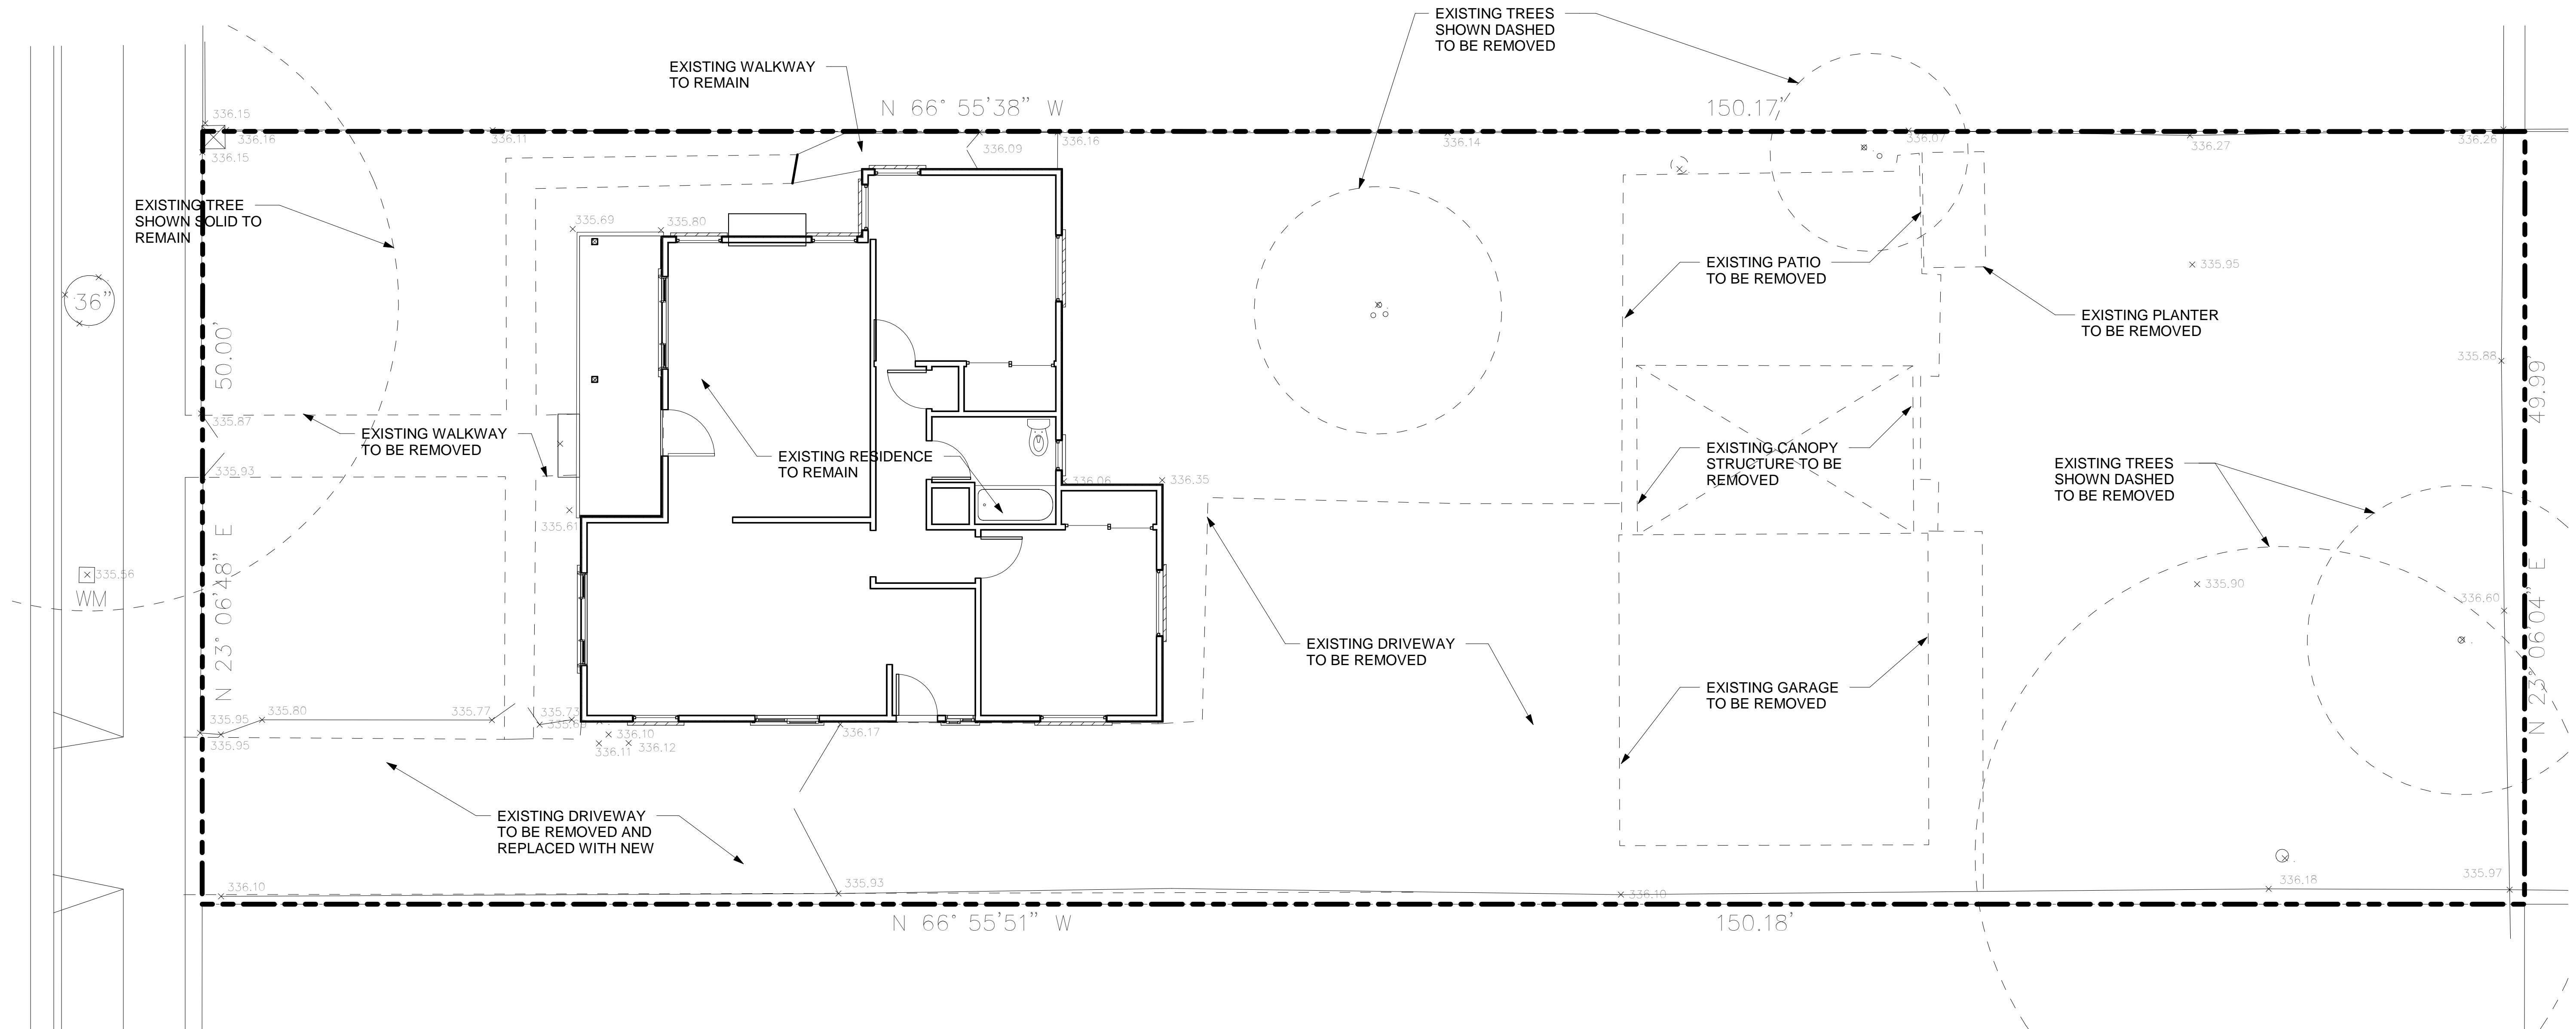 EXISTING TREES
SHOWN DASHED
TO BE REMOVED
EXISTING WALKWAY
TO REMAIN
N 66° 55'38" W
150.17'
336.15
336.16
336.15
336.11
336.09
336.16
336.14
336.07
336.27
336.26
EXISTING TREE
SHOWN SOLID TO
REMAIN
335.69
335.80
EXISTING PATIO
TO BE REMOVED
335.95
36"
EXISTING PLANTER
TO BE REMOVED
50.00'
335.88
49.99'
335.87
EXISTING WALKWAY
TO BE REMOVED
EXISTING RESIDENCE
TO REMAIN
EXISTING CANOPY
STRUCTURE TO BE
REMOVED
EXISTING TREES
SHOWN DASHED
TO BE REMOVED
335.93
336.06
336.35
335.61
N 23° 06'48" E
335.56
WM
335.90
336.60
N 23° 06'04" E
EXISTING DRIVEWAY
TO BE REMOVED
EXISTING GARAGE
TO BE REMOVED
335.95
335.80
335.77
335.73
335.69
335.95
336.10
336.11
336.12
336.17
EXISTING DRIVEWAY
TO BE REMOVED AND
REPLACED WITH NEW
336.10
335.93
336.10
336.18
335.97
N 66° 55'51" W
150.18'